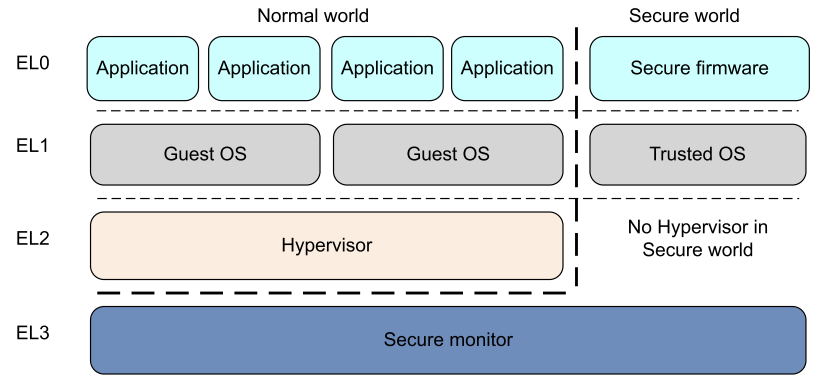 Normal world
Secure world
EL0
Application
Application
Application
Application
Secure firmware
EL1
Guest OS
Guest OS
Trusted OS
EL2
Hypervisor
No Hypervisor in
Secure world
EL3
Secure monitor